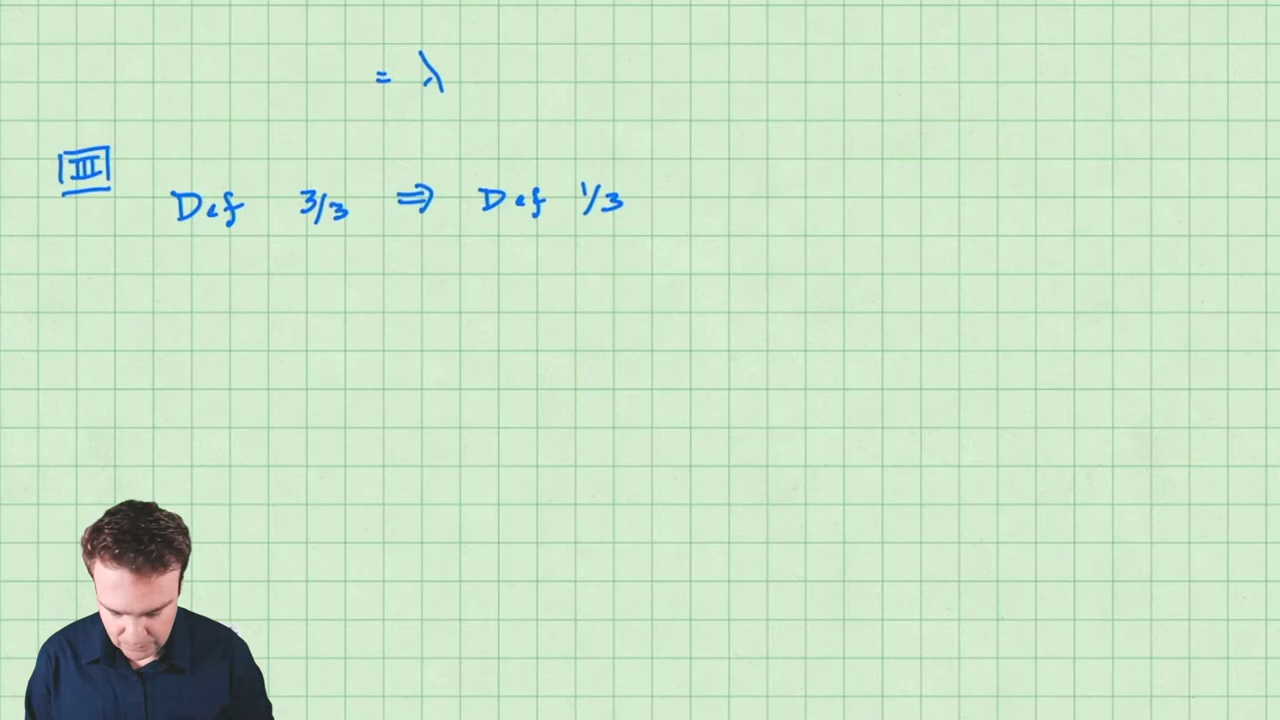 = λ
III
Def 3/3 ⇒ Def 1/3